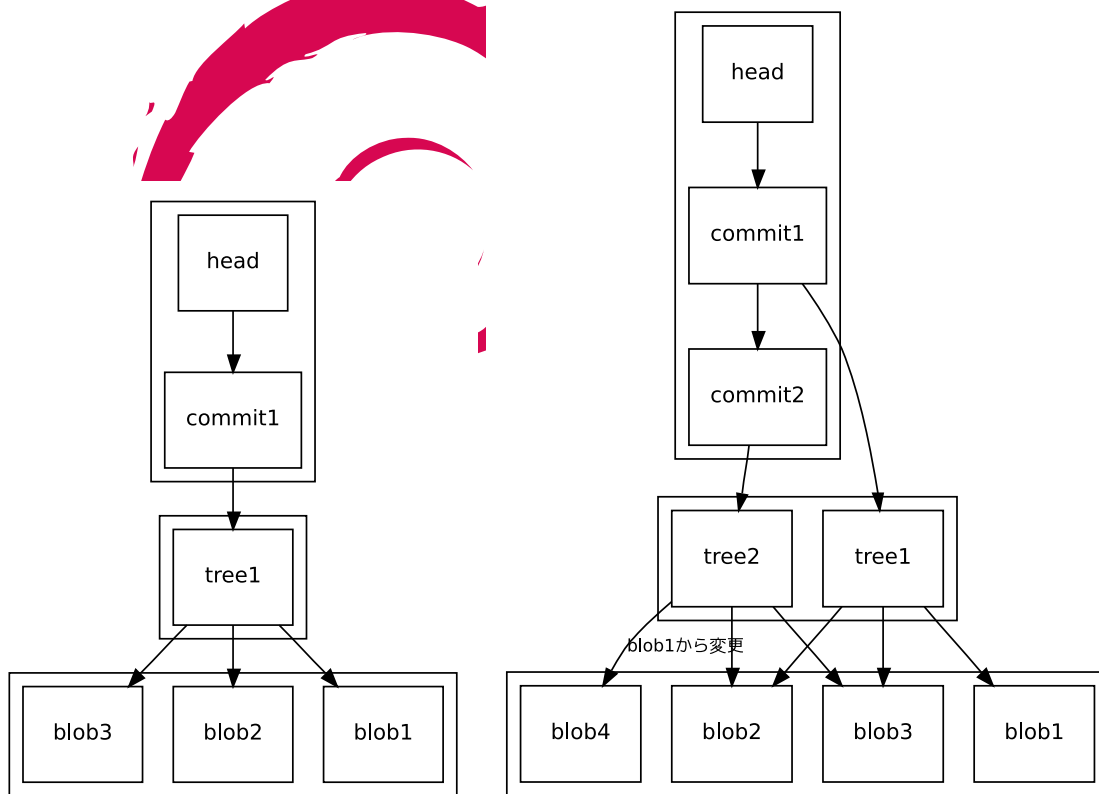 head
commit1
tree1
blob3 blob2 blob1
head
commit1
commit2
tree2 tree1
blob1から変更
blob4 blob2 blob3 blob1